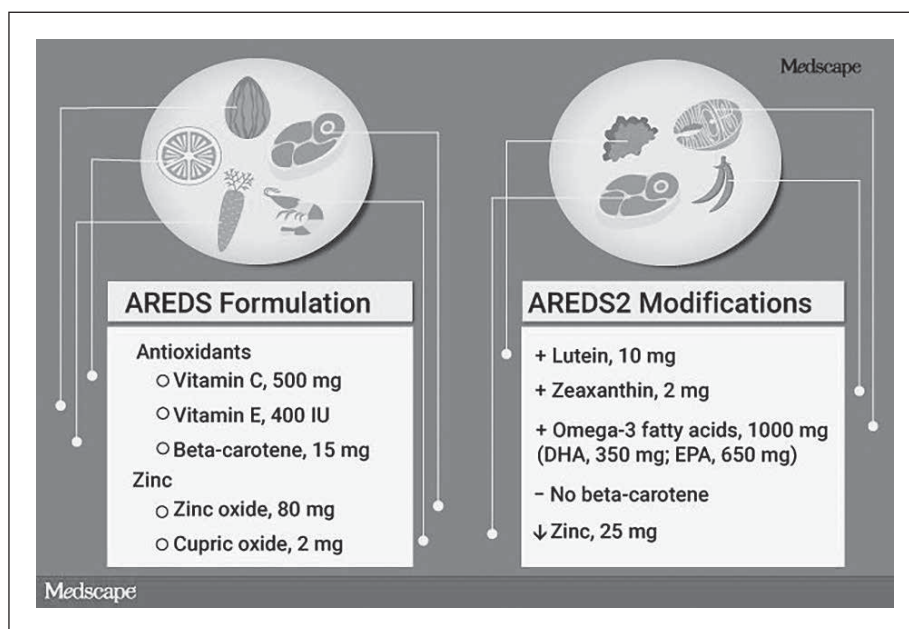 Medscape
AREDS Formulation
Antioxidants
Vitamin C, 500 mg
Vitamin E, 400 IU
Beta-carotene, 15 mg
Zinc
Zinc oxide, 80 mg
Cupric oxide, 2 mg
AREDS2 Modifications
+ Lutein, 10 mg
+ Zeaxanthin, 2 mg
+ Omega-3 fatty acids, 1000 mg
(DHA, 350 mg; EPA, 650 mg)
− No beta-carotene
↓ Zinc, 25 mg
Medscape